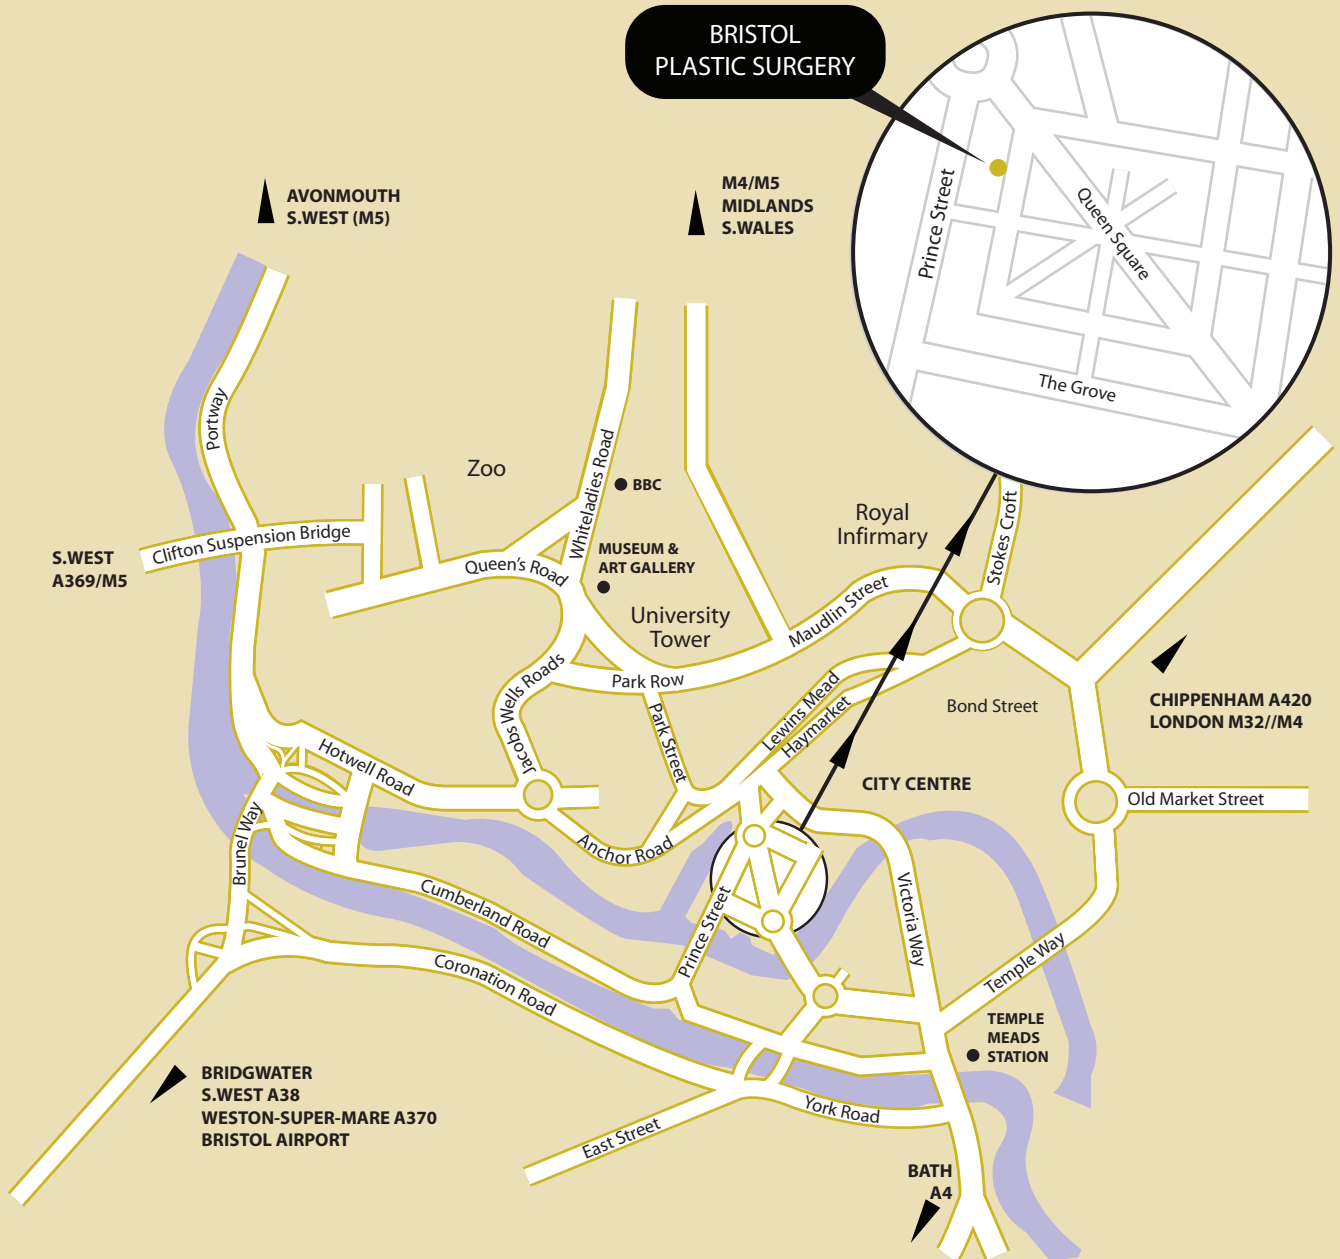 BRISTOL
PLASTIC SURGERY
Prince Street
Queen Square
The Grove
AVONMOUTH
S.WEST (M5)
M4/M5
MIDLANDS
S.WALES
Portway
Zoo
Whiteladies Road
BBC
Clifton Suspension Bridge
S.WEST
A369/M5
Queen's Road
MUSEUM &
ART GALLERY
Royal
Infirmary
Stokes Croft
University
Tower
Maudlin Street
Jacobs Wells Roads
Park Row
Park Street
Lewins Mead
Haymarket
Bond Street
CHIPPENHAM A420
LONDON M32//M4
Hotwell Road
CITY CENTRE
Old Market Street
Brunel Way
Anchor Road
Cumberland Road
Prince Street
Victoria Way
Coronation Road
Temple Way
TEMPLE
MEADS
STATION
BRIDGWATER
S.WEST A38
WESTON-SUPER-MARE A370
BRISTOL AIRPORT
York Road
East Street
BATH
A4